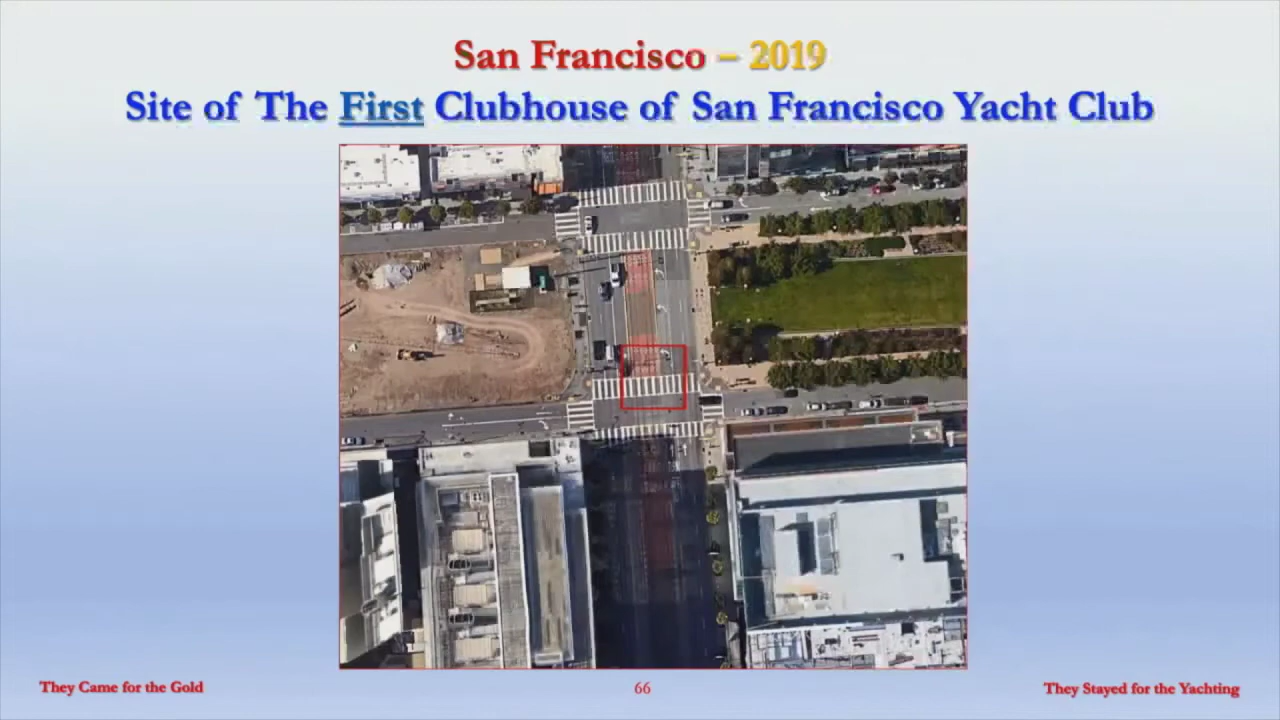 San Francisco – 2019
Site of The First Clubhouse of San Francisco Yacht Club
They Came for the Gold
66
They Stayed for the Yachting